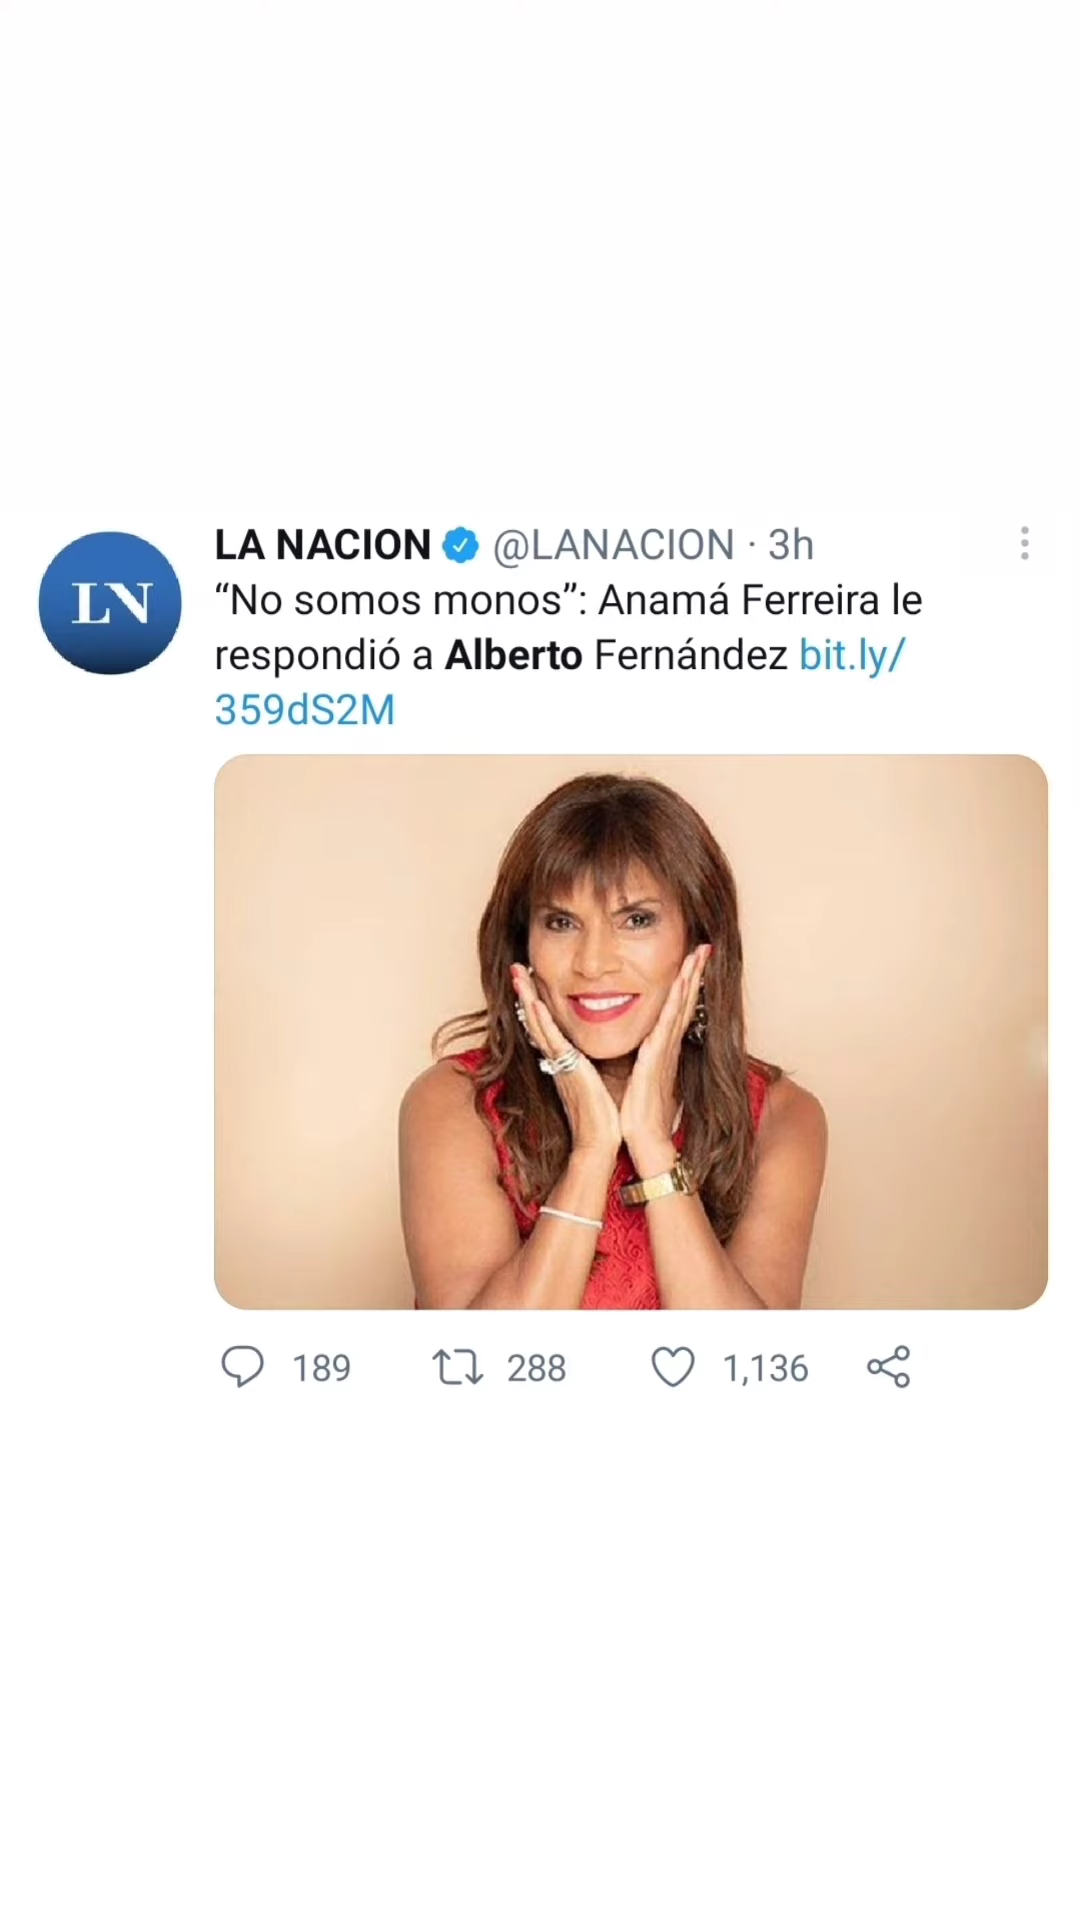 LN
LA NACION @LANACION · 3h
“No somos monos”: Anamá Ferreira le
respondió a Alberto Fernández bit.ly/
359dS2M
189 288 1,136